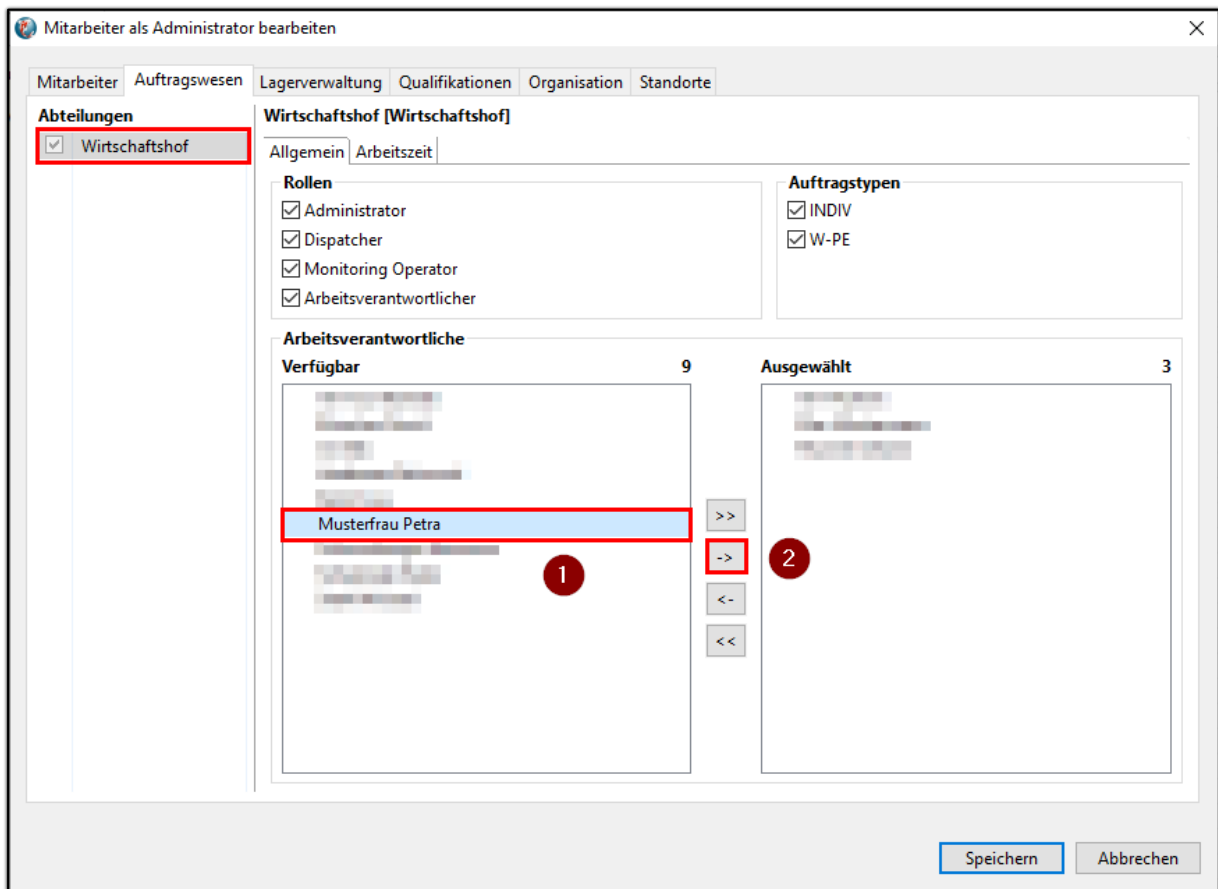 Mitarbeiter als Administrator bearbeiten
Mitarbeiter Auftragswesen Lagerverwaltung Qualifikationen Organisation Standorte
Abteilungen
Wirtschaftshof
Wirtschaftshof [Wirtschaftshof]
Allgemein Arbeitszeit
Rollen
Administrator
Dispatcher
Monitoring Operator
Arbeitsverantwortlicher
Auftragstypen
INDIV
W-PE
Arbeitsverantwortliche
Verfügbar 9
Musterfrau Petra
1
>>
->
2
<-
<<
Ausgewählt 3
Speichern Abbrechen